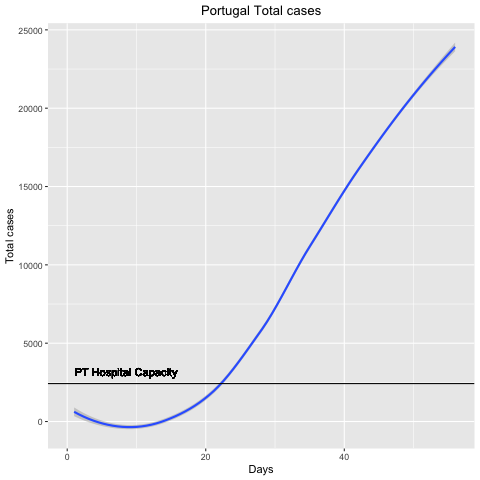 Portugal Total cases
25000
20000
15000
10000
5000
0
Total cases
PT Hospital Capacity
0
20
40
Days